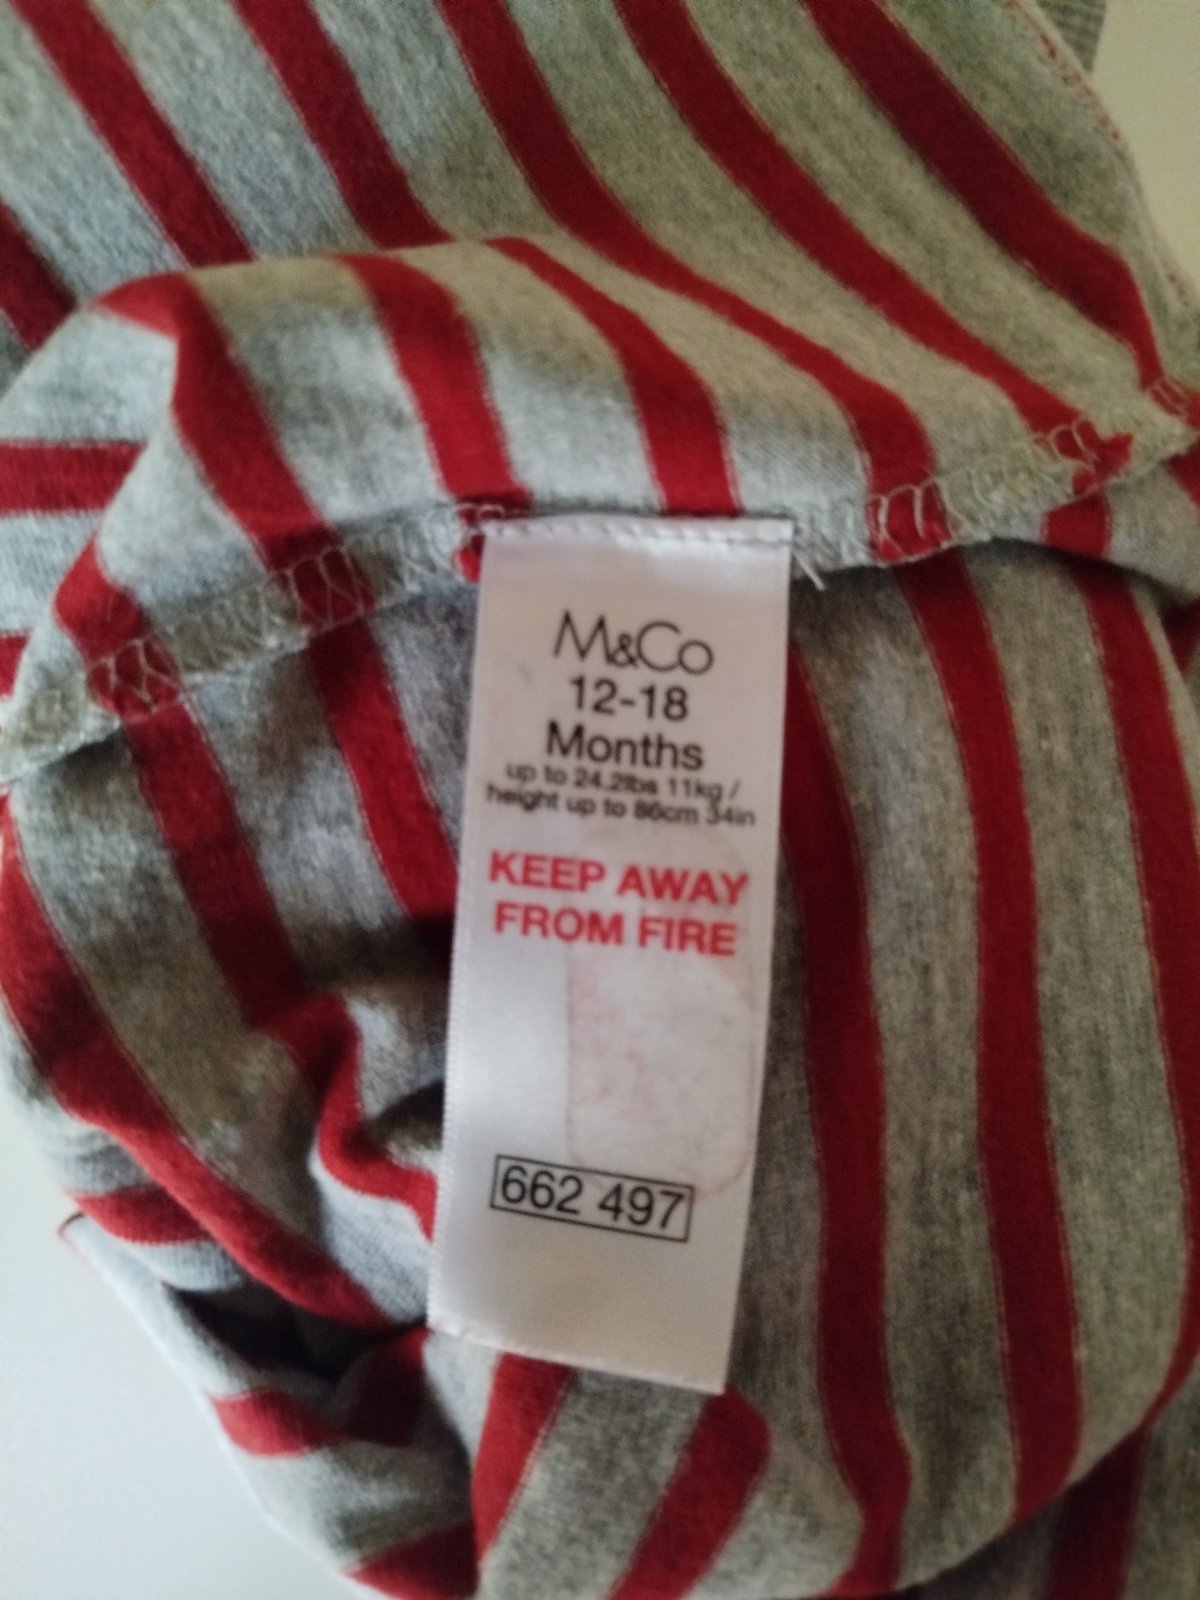 M&Co
12-18
Months
up to 24.2lbs 11kg /
height up to 86cm 34in
KEEP AWAY
FROM FIRE
662 497